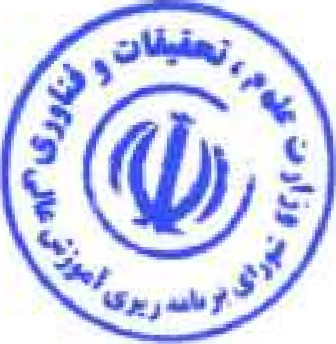 وزارت علوم، تحقیقات و فناوری
شورای برنامه ریزی آموزش عالی